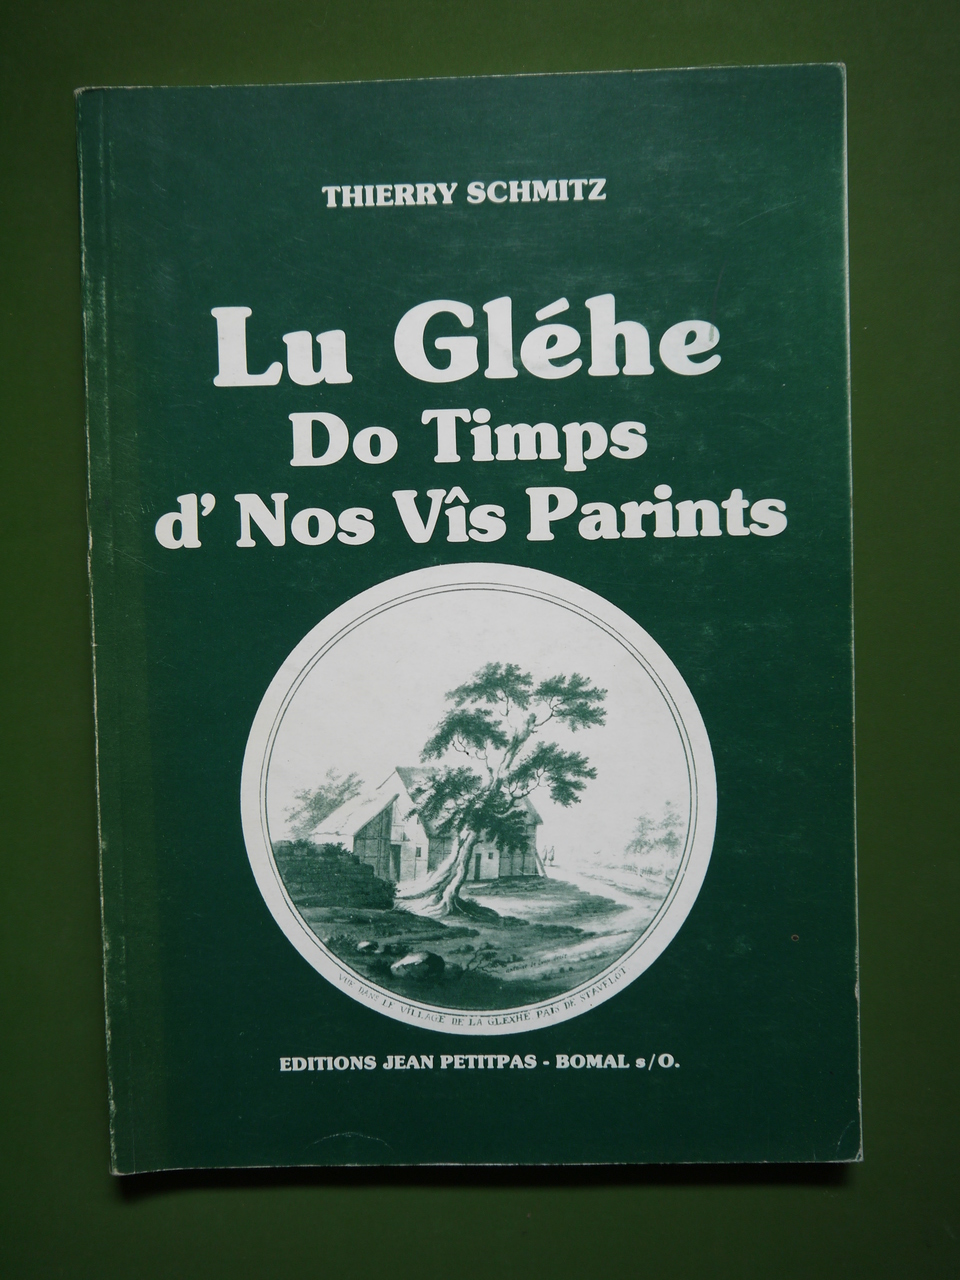 THIERRY SCHMITZ
Lu Gléhe
Do Timps
d' Nos Vîs Parints
VUE DANS LE VILLAGE DE LA GLEXHE PAIS DE STAVELOT
EDITIONS JEAN PETITPAS - BOMAL s/O.